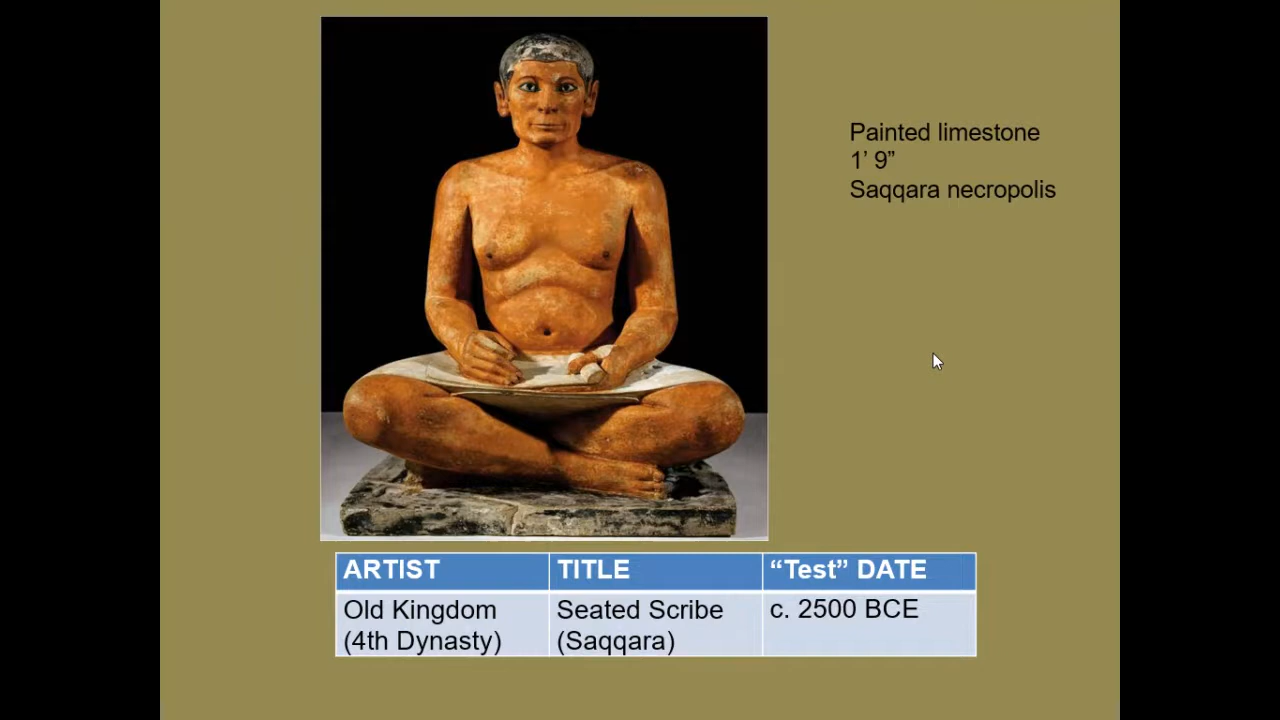 Painted limestone
1’ 9”
Saqqara necropolis
ARTIST TITLE “Test” DATE
Old Kingdom Seated Scribe c. 2500 BCE
(4th Dynasty) (Saqqara)